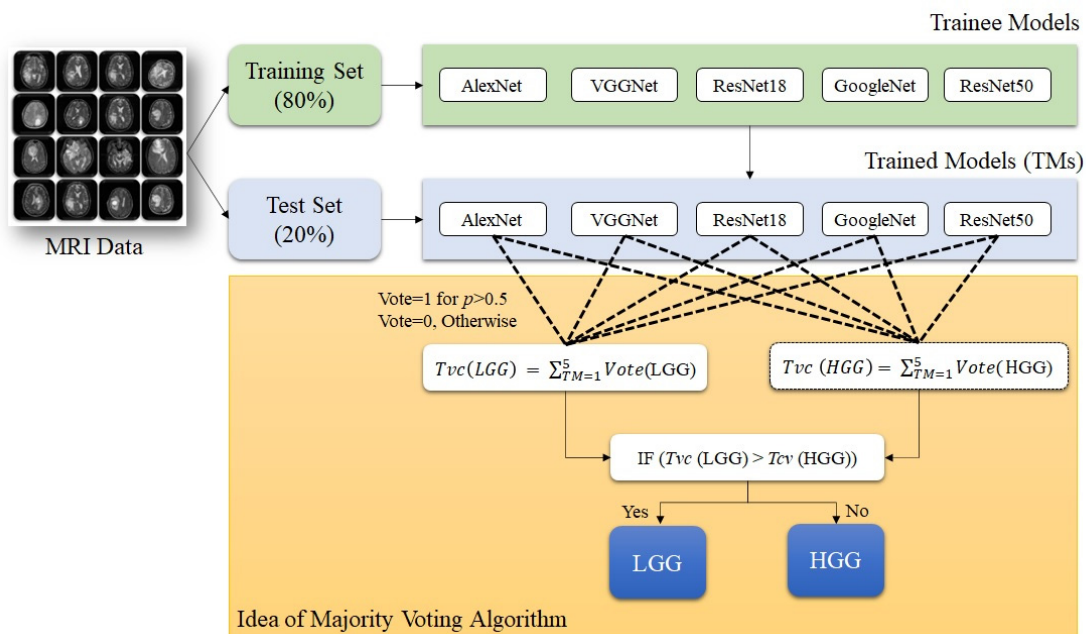 Trainee Models
Training Set
(80%)
AlexNet
VGGNet
ResNet18
GoogleNet
ResNet50
MRI Data
Trained Models (TMs)
Test Set
(20%)
AlexNet
VGGNet
ResNet18
GoogleNet
ResNet50
Vote=1 for p>0.5
Vote=0, Otherwise
Tvc(LGG) = ∑⁵_TM=1 Vote(LGG)
Tvc (HGG) = ∑⁵_TM=1 Vote(HGG)
IF (Tvc (LGG) > Tcv (HGG))
Yes
No
LGG
HGG
Idea of Majority Voting Algorithm